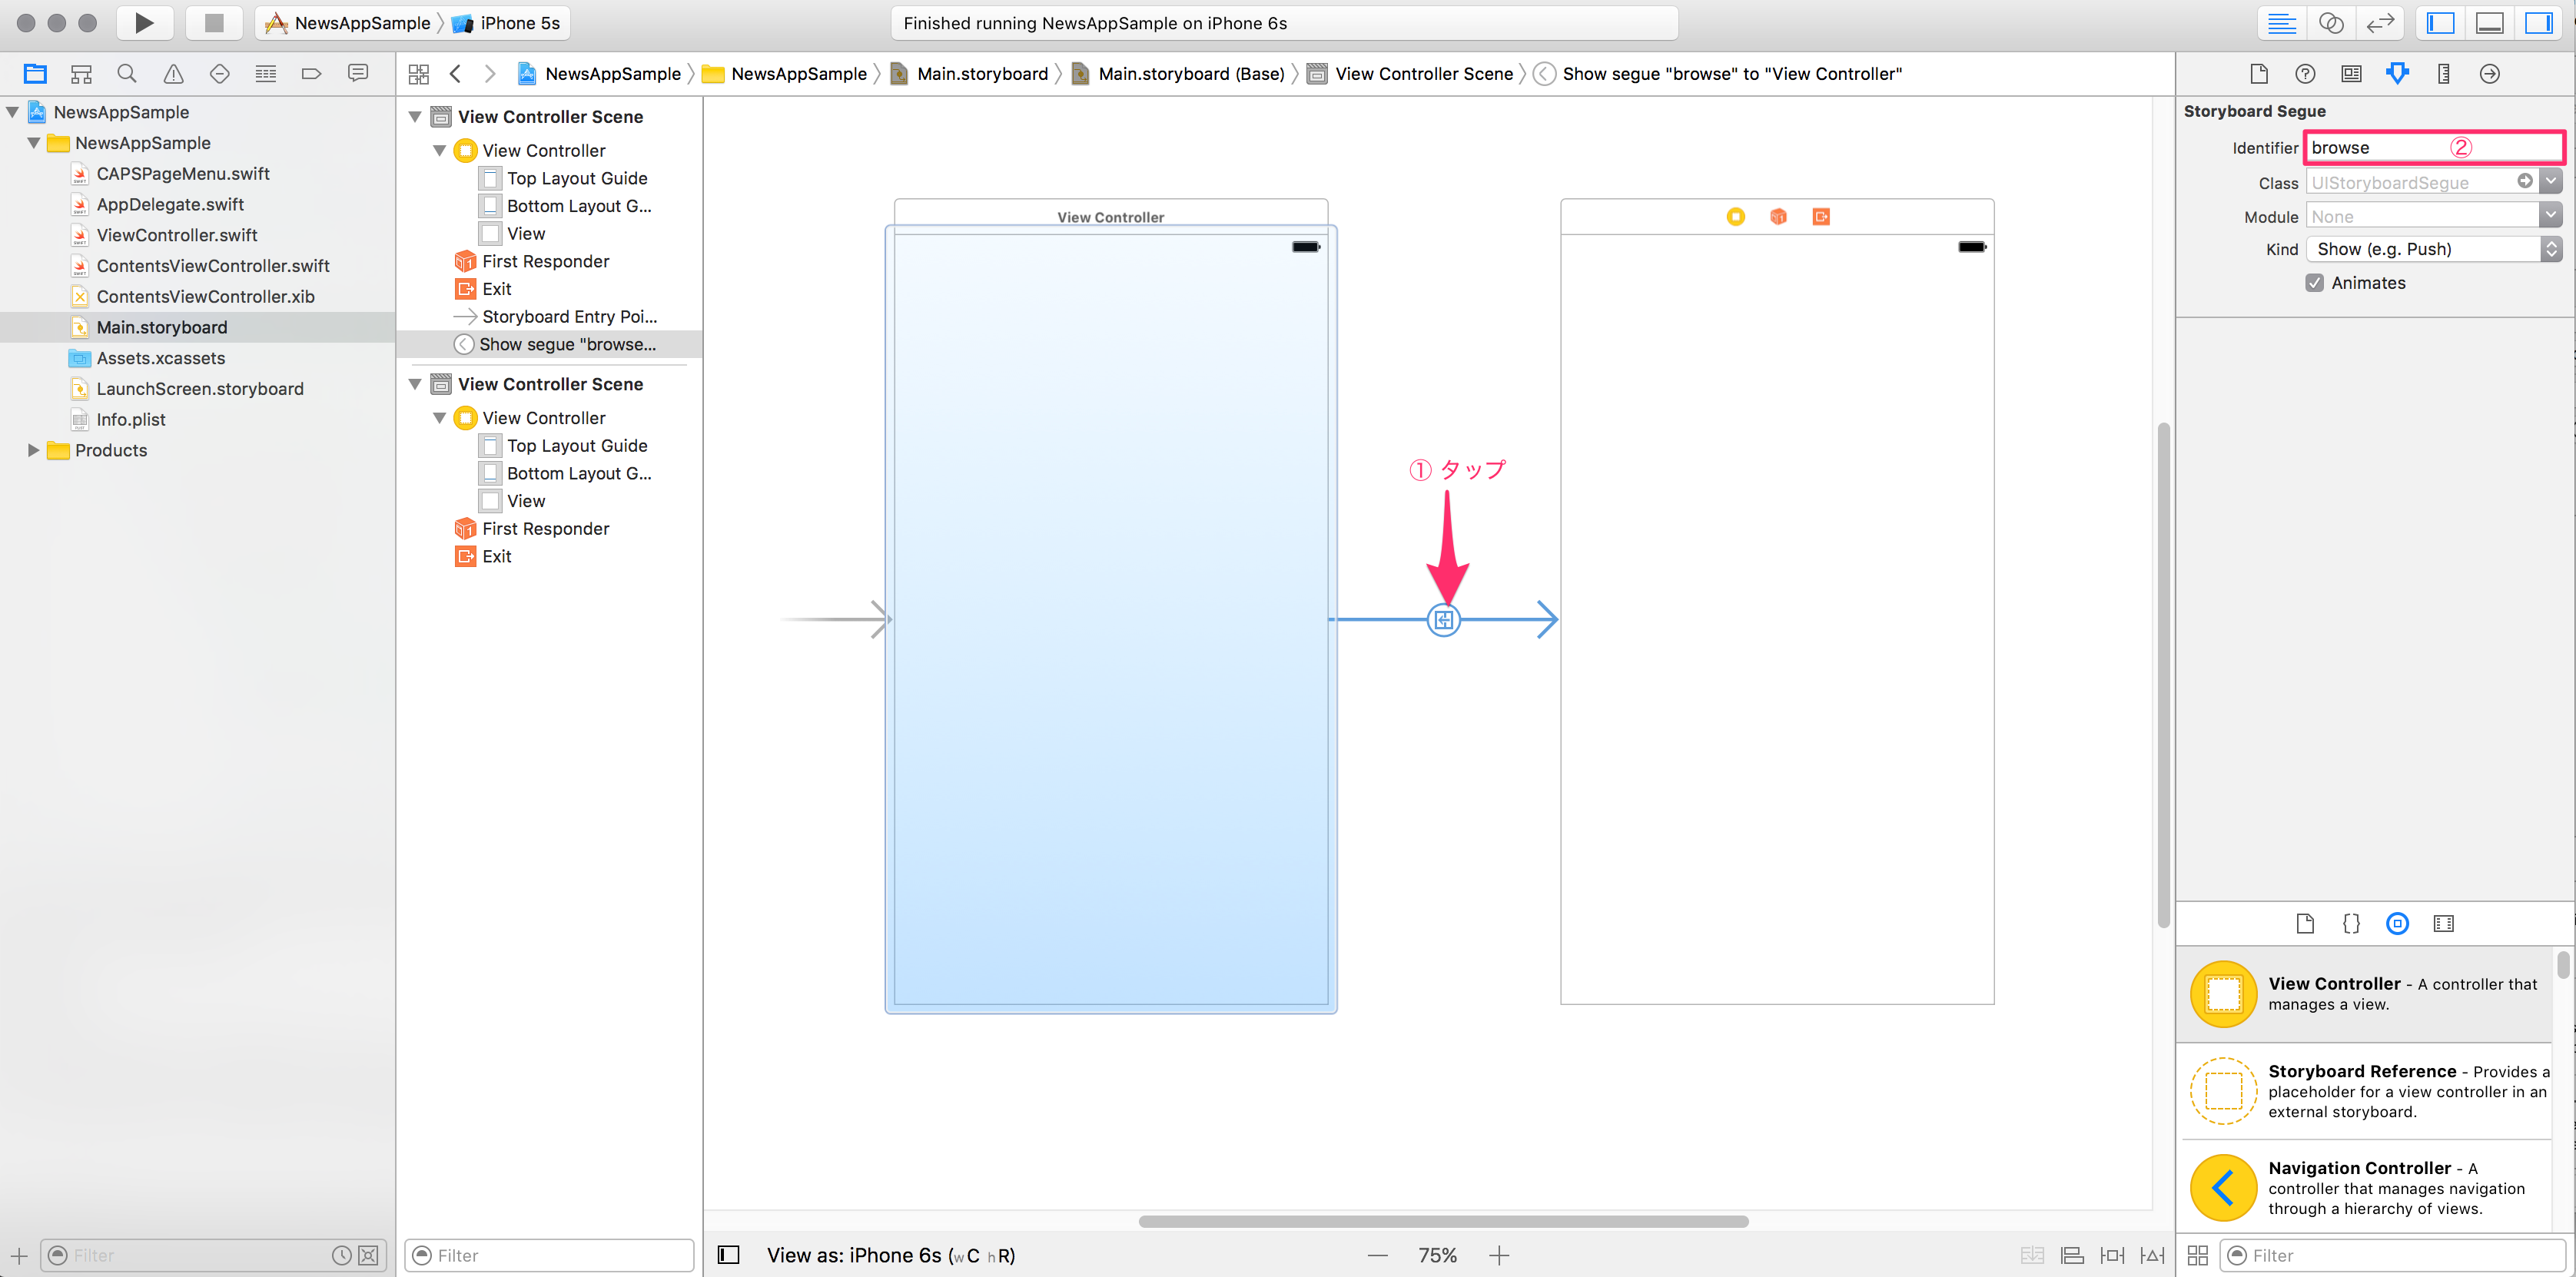 NewsAppSample
iPhone 5s
Finished running NewsAppSample on iPhone 6s
NewsAppSample
NewsAppSample
Main.storyboard
Main.storyboard (Base)
View Controller Scene
Show segue "browse" to "View Controller"
NewsAppSample
NewsAppSample
CAPSPageMenu.swift
AppDelegate.swift
ViewController.swift
ContentsViewController.swift
ContentsViewController.xib
Main.storyboard
Assets.xcassets
LaunchScreen.storyboard
Info.plist
Products
Filter
View Controller Scene
View Controller
Top Layout Guide
Bottom Layout G...
View
First Responder
Exit
Storyboard Entry Poi...
Show segue "browse...
View Controller Scene
View Controller
Top Layout Guide
Bottom Layout G...
View
First Responder
Exit
Filter
View Controller
① タップ
View as: iPhone 6s (wC hR)
75%
Storyboard Segue
Identifier browse ②
Class UIStoryboardSegue
Module None
Kind Show (e.g. Push)
Animates
View Controller - A controller that
manages a view.
Storyboard Reference - Provides a
placeholder for a view controller in an
external storyboard.
Navigation Controller - A
controller that manages navigation
through a hierarchy of views.
Filter